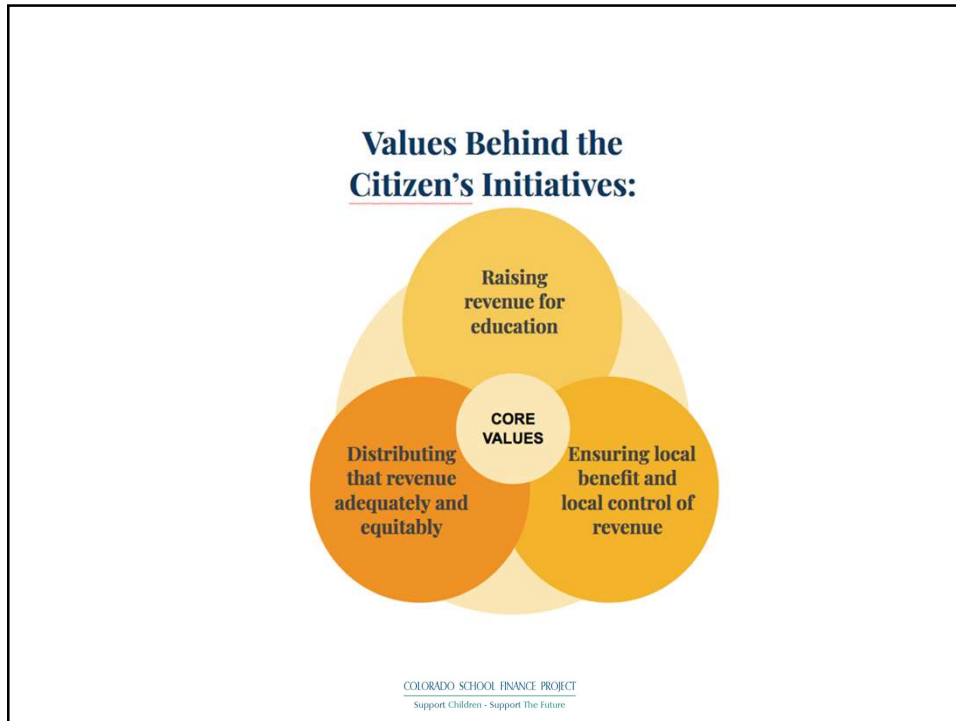 Values Behind the
Citizen's Initiatives:
Raising
revenue for
education
CORE
VALUES
Distributing
that revenue
adequately and
equitably
Ensuring local
benefit and
local control of
revenue
COLORADO SCHOOL FINANCE PROJECT
Support Children - Support The Future